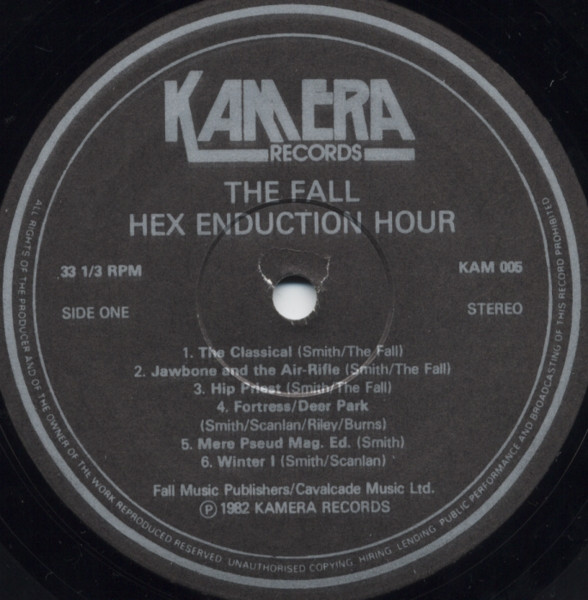 KAMERA
RECORDS
THE FALL
HEX ENDUCTION HOUR
33 1/3 RPM
KAM 005
SIDE ONE
STEREO
1. The Classical (Smith/The Fall)
2. Jawbone and the Air-Rifle (Smith/The Fall)
3. Hip Priest (Smith/The Fall)
4. Fortress/Deer Park
(Smith/Scanlan/Riley/Burns)
5. Mere Pseud Mag. Ed. (Smith)
6. Winter I (Smith/Scanlan)
Fall Music Publishers/Cavalcade Music Ltd.
Ⓟ 1982 KAMERA RECORDS
ALL RIGHTS OF THE PRODUCER AND OF THE OWNER OF THE WORK REPRODUCED RESERVED. UNAUTHORISED COPYING, HIRING, LENDING, PUBLIC PERFORMANCE AND BROADCASTING OF THIS RECORD PROHIBITED